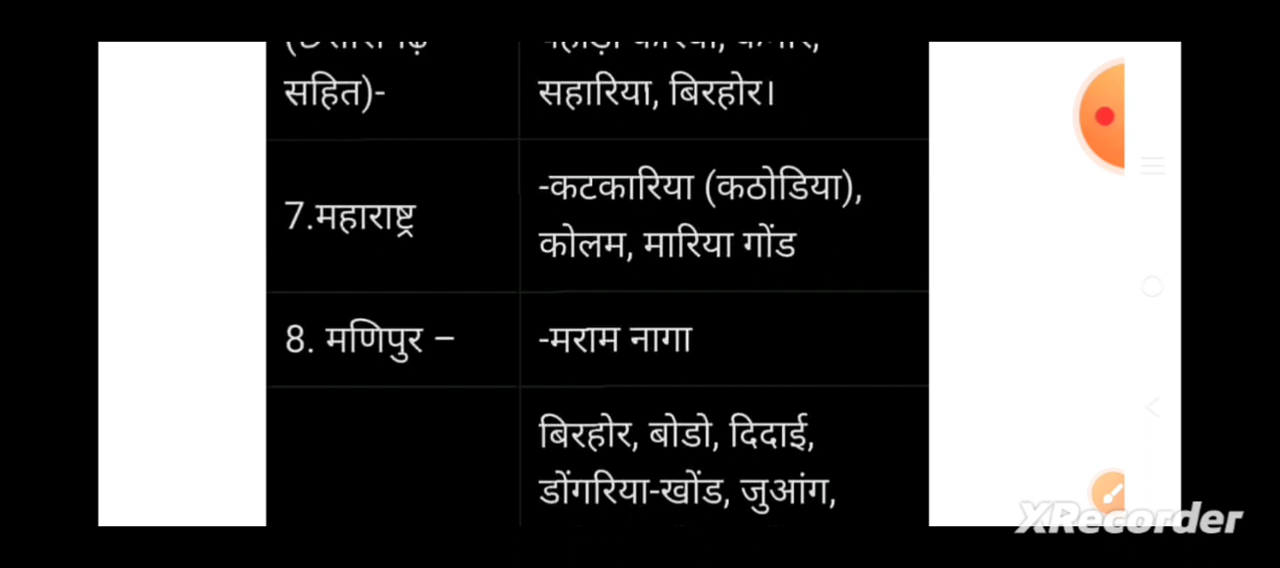 सहित)-
सहारिया, बिरहोर।
7.महाराष्ट्र
-कटकारिया (कठोडिया),
कोलम, मारिया गोंड
8. मणिपुर –
-मराम नागा
बिरहोर, बोडो, दिदाई,
डोंगरिया-खोंड, जुआंग,
XRecorder